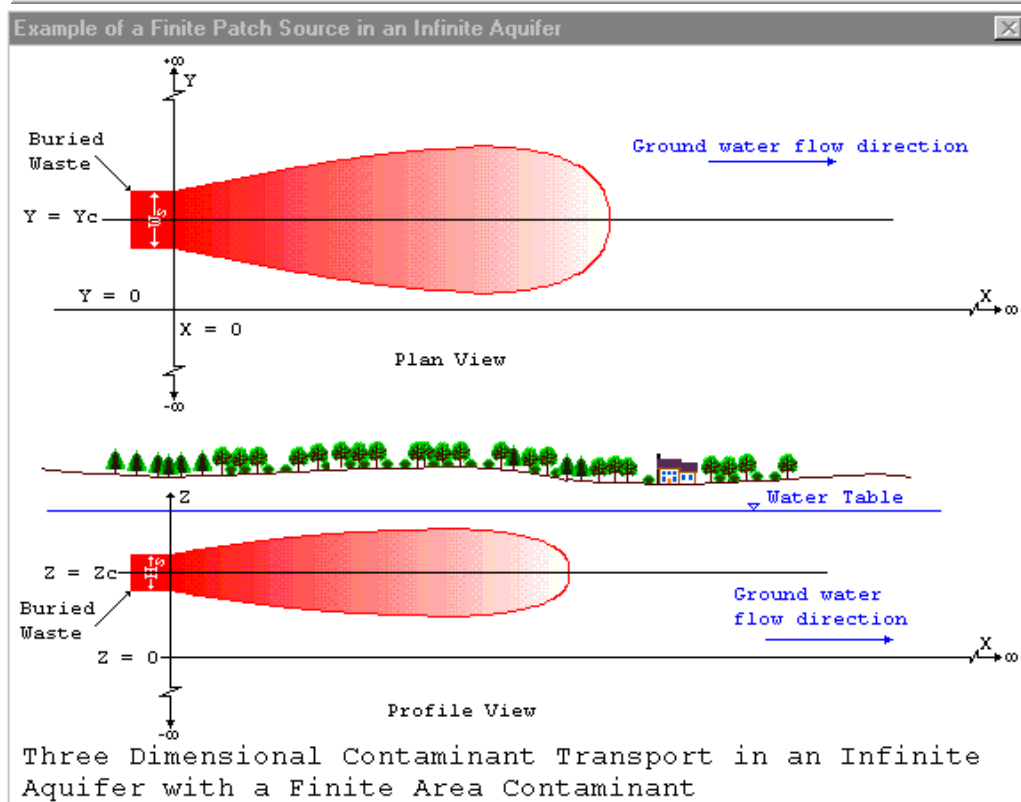 Example of a Finite Patch Source in an Infinite Aquifer
+∞
Y
Buried
Waste
Ground water flow direction
Y = Yc
Ws
Y = 0
X
∞
X = 0
Plan View
-∞
Z
Water Table
Z = Zc
Hs
Buried
Waste
Ground water
flow direction
Z = 0
X
∞
Profile View
-∞
Three Dimensional Contaminant Transport in an Infinite
Aquifer with a Finite Area Contaminant